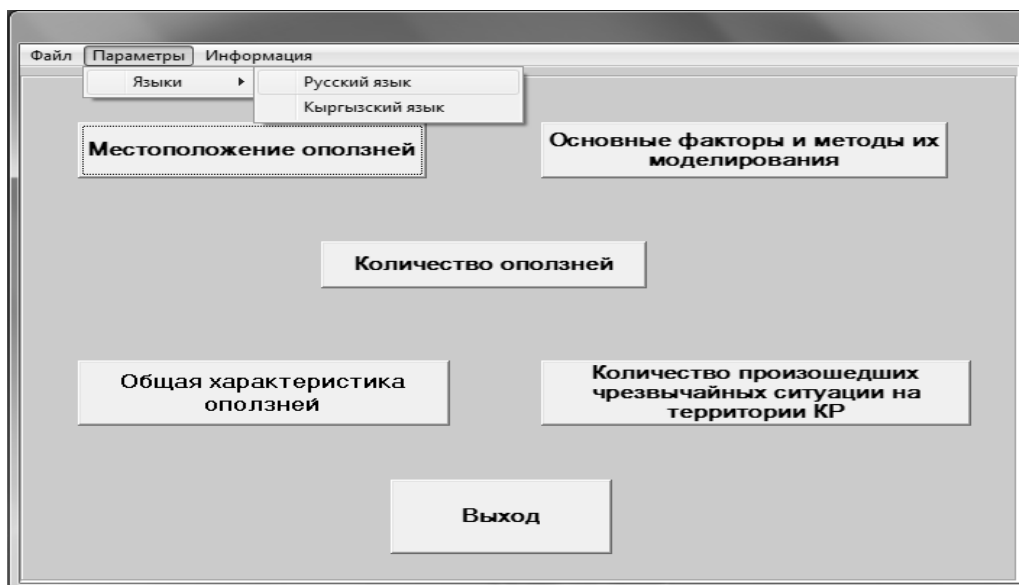 Файл Параметры Информация
Языки Русский язык
Кыргызский язык
Местоположение оползней
Основные факторы и методы их
моделирования
Количество оползней
Общая характеристика
оползней
Количество произошедших
чрезвычайных ситуации на
территории КР
Выход